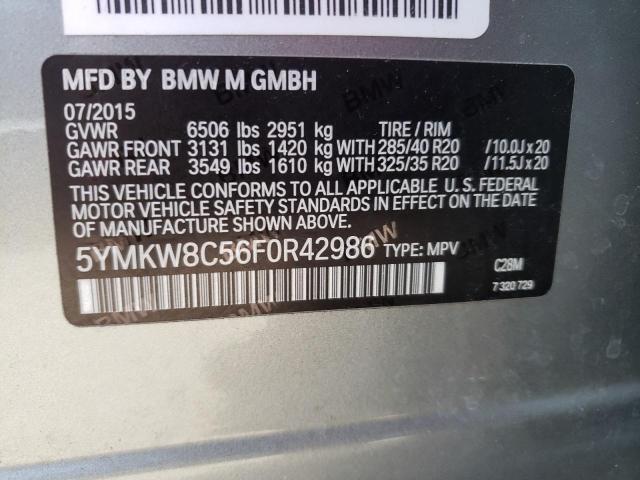 MFD BY BMW M GMBH
07/2015
GVWR 6506 lbs 2951 kg TIRE / RIM
GAWR FRONT 3131 lbs 1420 kg WITH 285/40 R20 /10.0J x 20
GAWR REAR 3549 lbs 1610 kg WITH 325/35 R20 /11.5J x 20
THIS VEHICLE CONFORMS TO ALL APPLICABLE U. S. FEDERAL
MOTOR VEHICLE SAFETY STANDARDS IN EFFECT ON THE DATE
OF MANUFACTURE SHOWN ABOVE.
5YMKW8C56F0R42986 TYPE: MPV
C28M
7 320 729